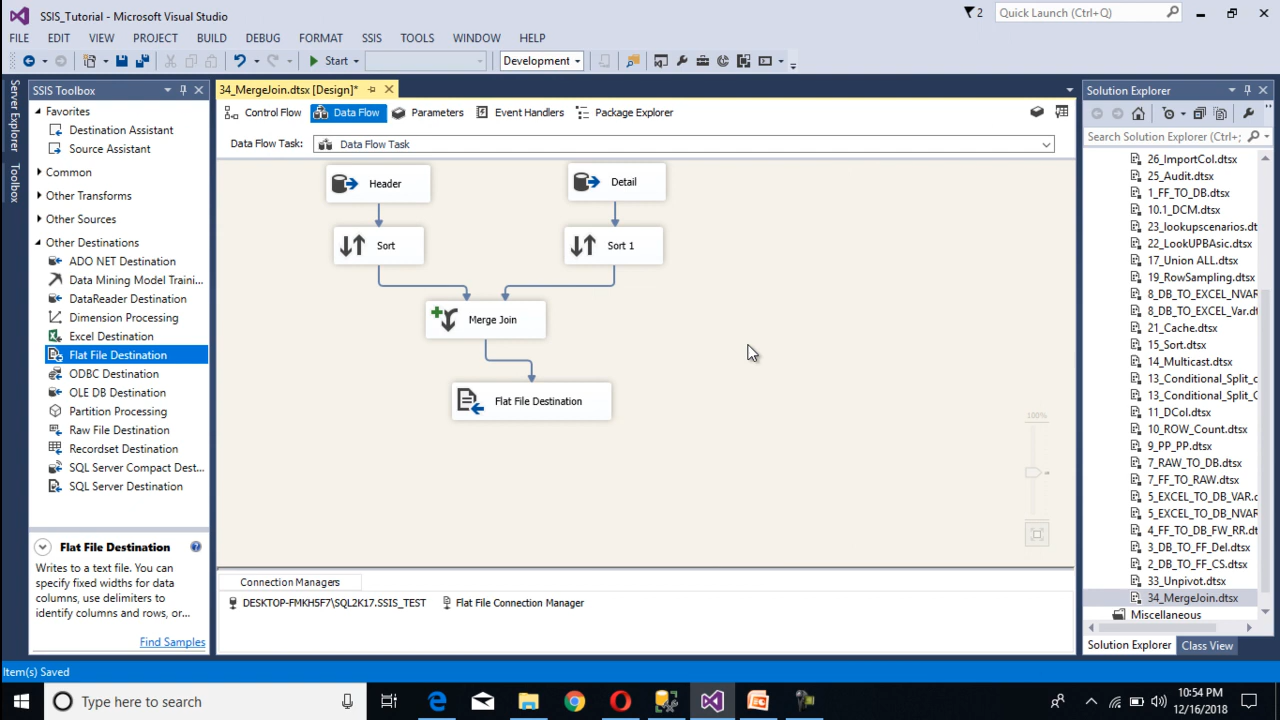 SSIS_Tutorial - Microsoft Visual Studio
2
Quick Launch (Ctrl+Q)
FILE EDIT VIEW PROJECT BUILD DEBUG FORMAT SSIS TOOLS WINDOW HELP
Start
Development
Server Explorer
Toolbox
SSIS Toolbox
Favorites
Destination Assistant
Source Assistant
Common
Other Transforms
Other Sources
Other Destinations
ADO NET Destination
Data Mining Model Traini...
DataReader Destination
Dimension Processing
Excel Destination
Flat File Destination
ODBC Destination
OLE DB Destination
Partition Processing
Raw File Destination
Recordset Destination
SQL Server Compact Dest...
SQL Server Destination
Flat File Destination
Writes to a text file. You can
specify fixed widths for data
columns, use delimiters to
identify columns and rows, or...
Find Samples
34_MergeJoin.dtsx [Design]*
Control Flow Data Flow Parameters Event Handlers Package Explorer
Data Flow Task: Data Flow Task
Header
Detail
Sort
Sort 1
Merge Join
Flat File Destination
100%
Connection Managers
DESKTOP-FMKH5F7\SQL2K17.SSIS_TEST Flat File Connection Manager
Solution Explorer
Search Solution Explorer (Ctrl+;
26_ImportCol.dtsx
25_Audit.dtsx
1_FF_TO_DB.dtsx
10.1_DCM.dtsx
23_lookupscenarios.dt
22_LookUPBAsic.dtsx
17_Union ALL.dtsx
19_RowSampling.dtsx
8_DB_TO_EXCEL_NVAR
8_DB_TO_EXCEL_Var.dt
21_Cache.dtsx
15_Sort.dtsx
14_Multicast.dtsx
13_Conditional_Split_c
13_Conditional_Split_C
11_DCol.dtsx
10_ROW_Count.dtsx
9_PP_PP.dtsx
7_RAW_TO_DB.dtsx
7_FF_TO_RAW.dtsx
5_EXCEL_TO_DB_VAR.c
5_EXCEL_TO_DB_NVAR
4_FF_TO_DB_FW_RR.dt
3_DB_TO_FF_Del.dtsx
2_DB_TO_FF_CS.dtsx
33_Unpivot.dtsx
34_MergeJoin.dtsx
Miscellaneous
Solution Explorer Class View
Item(s) Saved
Type here to search
10:54 PM
12/16/2018